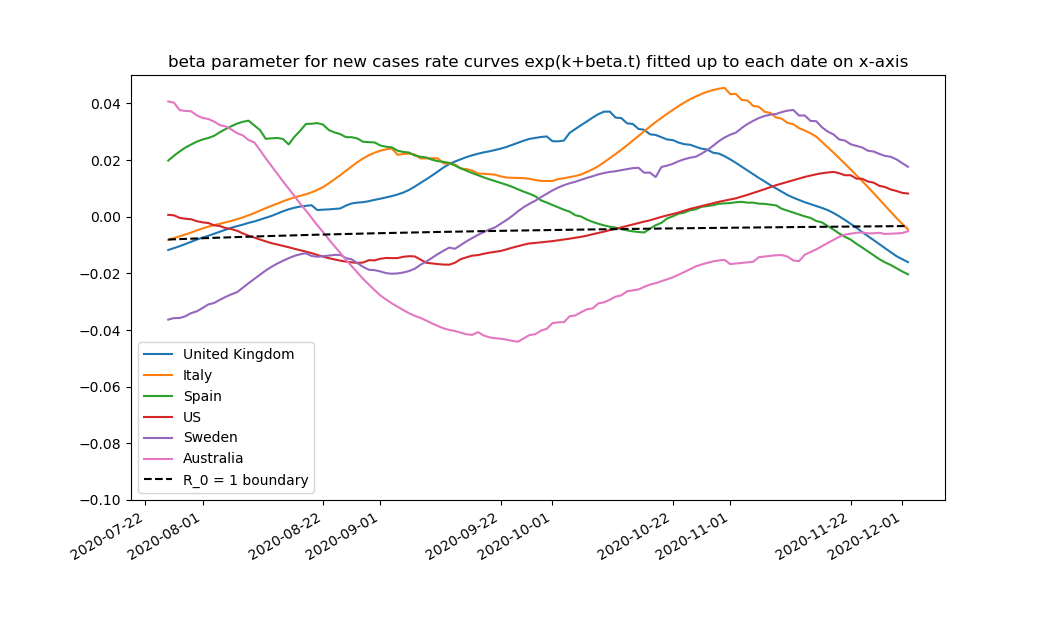 beta parameter for new cases rate curves exp(k+beta.t) fitted up to each date on x-axis
0.04
0.02
0.00
−0.02
−0.04
−0.06
−0.08
−0.10
United Kingdom
Italy
Spain
US
Sweden
Australia
R_0 = 1 boundary
2020-07-22
2020-08-01
2020-08-22
2020-09-01
2020-09-22
2020-10-01
2020-10-22
2020-11-01
2020-11-22
2020-12-01